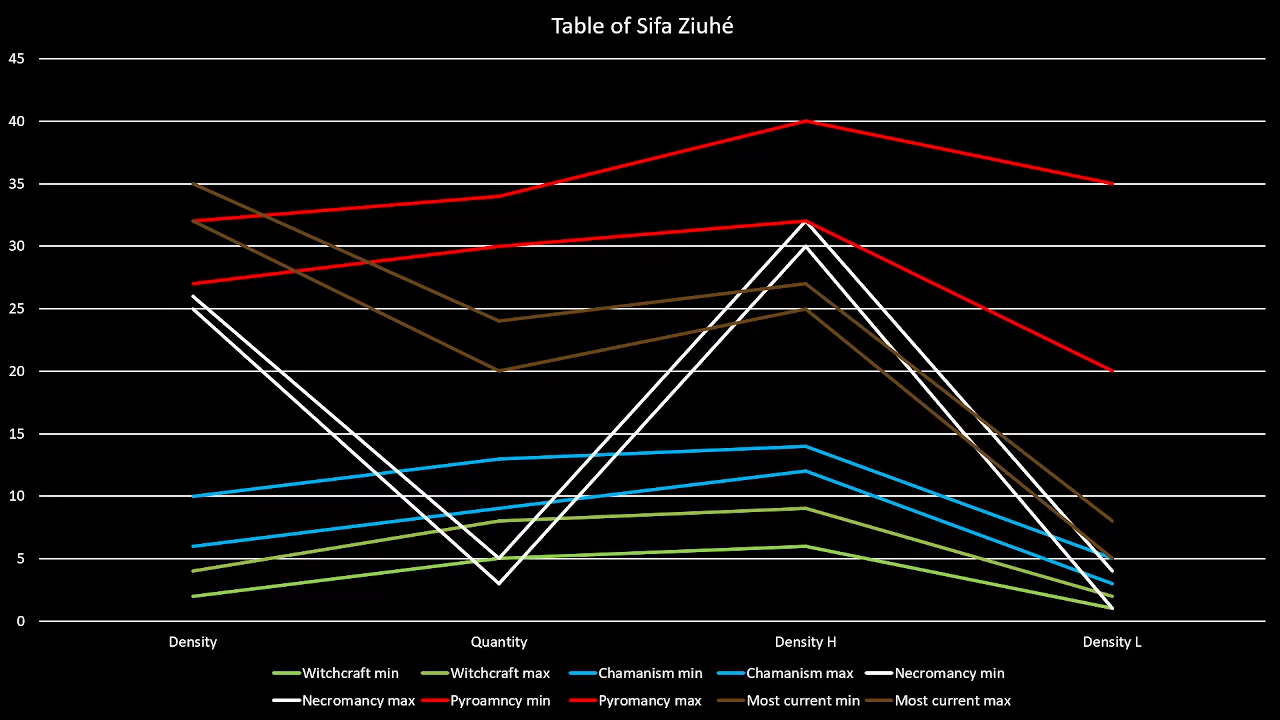 Table of Sifa Ziuhé
45
40
35
30
25
20
15
10
5
0
Density Quantity Density H Density L
Witchcraft min Witchcraft max Chamanism min Chamanism max Necromancy min
Necromancy max Pyroamncy min Pyromancy max Most current min Most current max